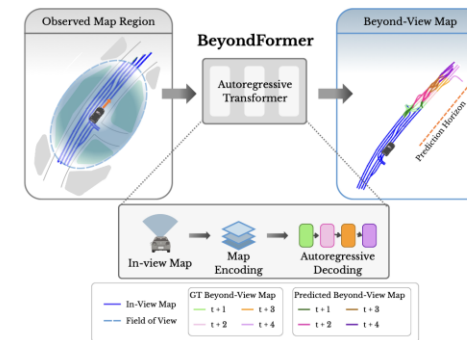 Observed Map Region
BeyondFormer
Autoregressive
Transformer
Beyond-View Map
Prediction Horizon
In-view Map
Map
Encoding
Autoregressive
Decoding
In-View Map
Field of View
GT Beyond-View Map
t + 1
t + 3
t + 2
t + 4
Predicted Beyond-View Map
t + 1
t + 3
t + 2
t + 4